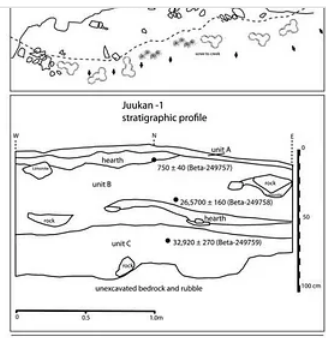 Juukan -1
stratigraphic profile
W
N
E
unit A
0
hearth
750 ± 40 (Beta-249757)
rock
unit B
26,5700 ± 160 (Beta-249758)
50
rock
hearth
unit C
32,920 ± 270 (Beta-249759)
rock
unexcavated bedrock and rubble
100 cm
0
0.5
1.0m